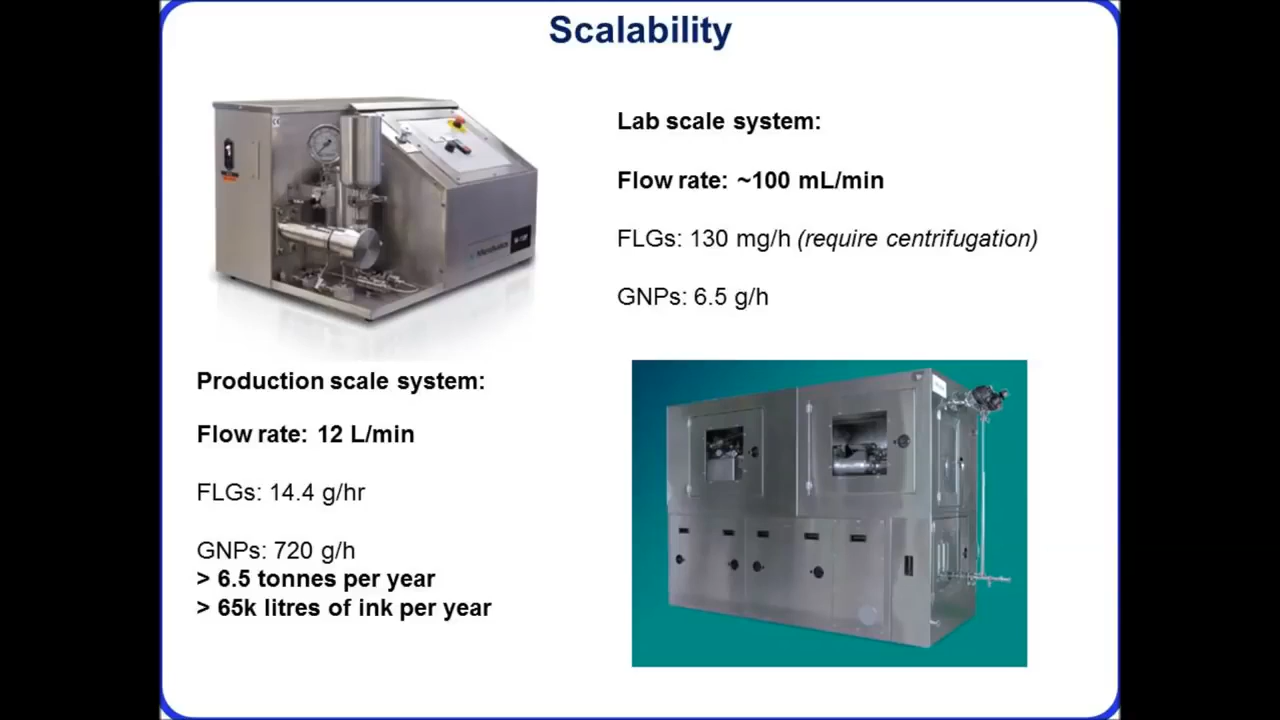 Scalability
Lab scale system:
Flow rate: ~100 mL/min
FLGs: 130 mg/h (require centrifugation)
GNPs: 6.5 g/h
Microfluidics
Production scale system:
Flow rate: 12 L/min
FLGs: 14.4 g/hr
GNPs: 720 g/h
> 6.5 tonnes per year
> 65k litres of ink per year